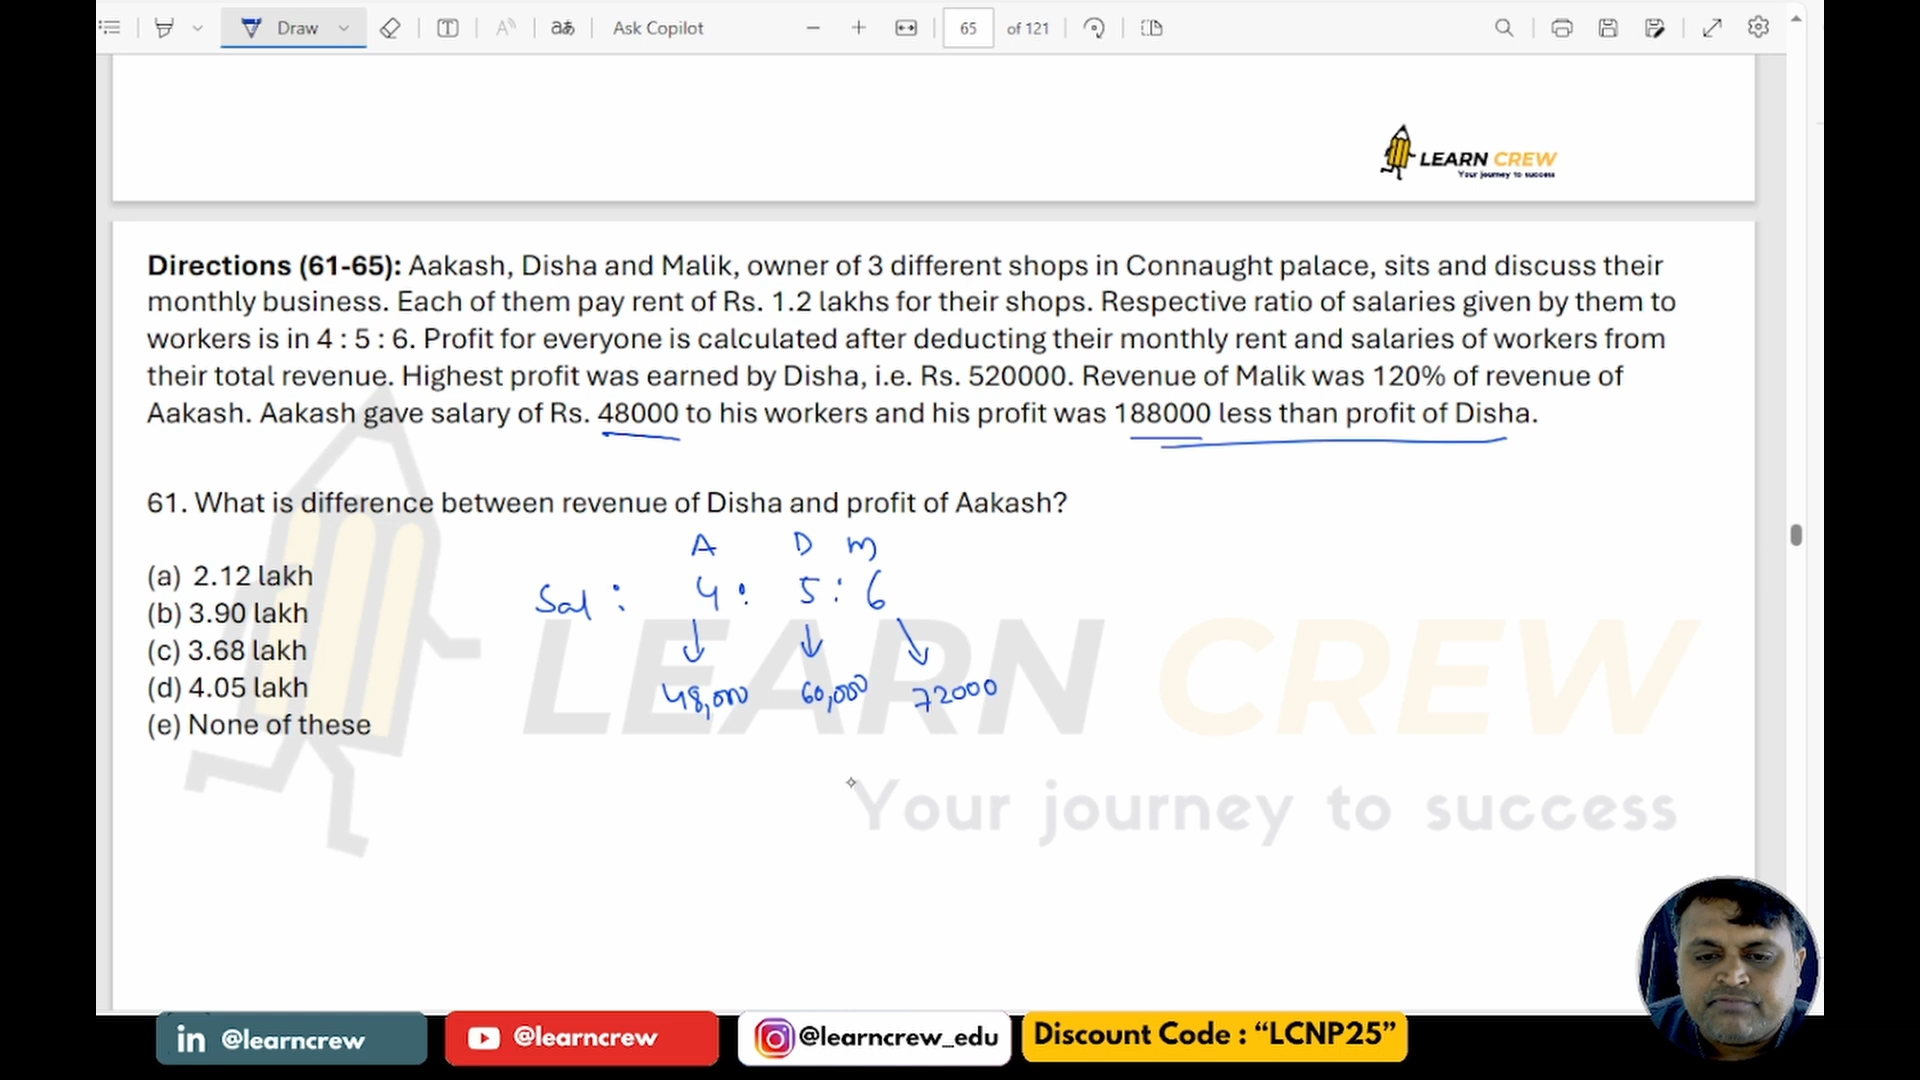 Draw
Ask Copilot
65 of 121
LEARN CREW
Your journey to success
Directions (61-65): Aakash, Disha and Malik, owner of 3 different shops in Connaught palace, sits and discuss their
monthly business. Each of them pay rent of Rs. 1.2 lakhs for their shops. Respective ratio of salaries given by them to
workers is in 4 : 5 : 6. Profit for everyone is calculated after deducting their monthly rent and salaries of workers from
their total revenue. Highest profit was earned by Disha, i.e. Rs. 520000. Revenue of Malik was 120% of revenue of
Aakash. Aakash gave salary of Rs. 48000 to his workers and his profit was 188000 less than profit of Disha.
61. What is difference between revenue of Disha and profit of Aakash?
(a) 2.12 lakh
(b) 3.90 lakh
(c) 3.68 lakh
(d) 4.05 lakh
(e) None of these
A D m
Sal : 4 : 5 : 6
48,000 60,000 72000
LEARN CREW
Your journey to success
in @learncrew
@learncrew
@learncrew_edu
Discount Code : “LCNP25”